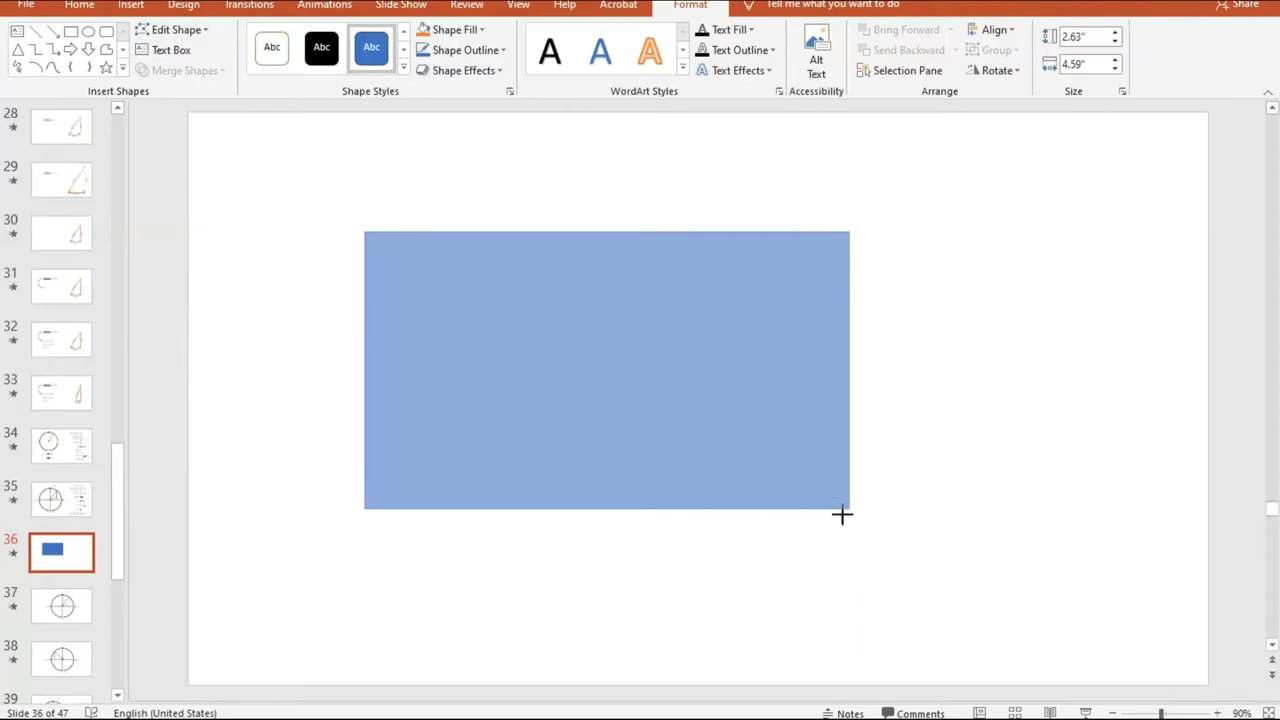 File Home Insert Design Transitions Animations Slide Show Review View Help Acrobat Format Tell me what you want to do Share
Edit Shape
Text Box
Merge Shapes
Insert Shapes
Abc Abc Abc
Shape Fill
Shape Outline
Shape Effects
Shape Styles
A A A
Text Fill
Text Outline
Text Effects
WordArt Styles
Alt
Text
Accessibility
Bring Forward
Send Backward
Selection Pane
Align
Group
Rotate
Arrange
2.63"
4.59"
Size
28
29
30
31
32
33
34
35
36
37
38
39
Slide 36 of 47 English (United States) Notes Comments 90%